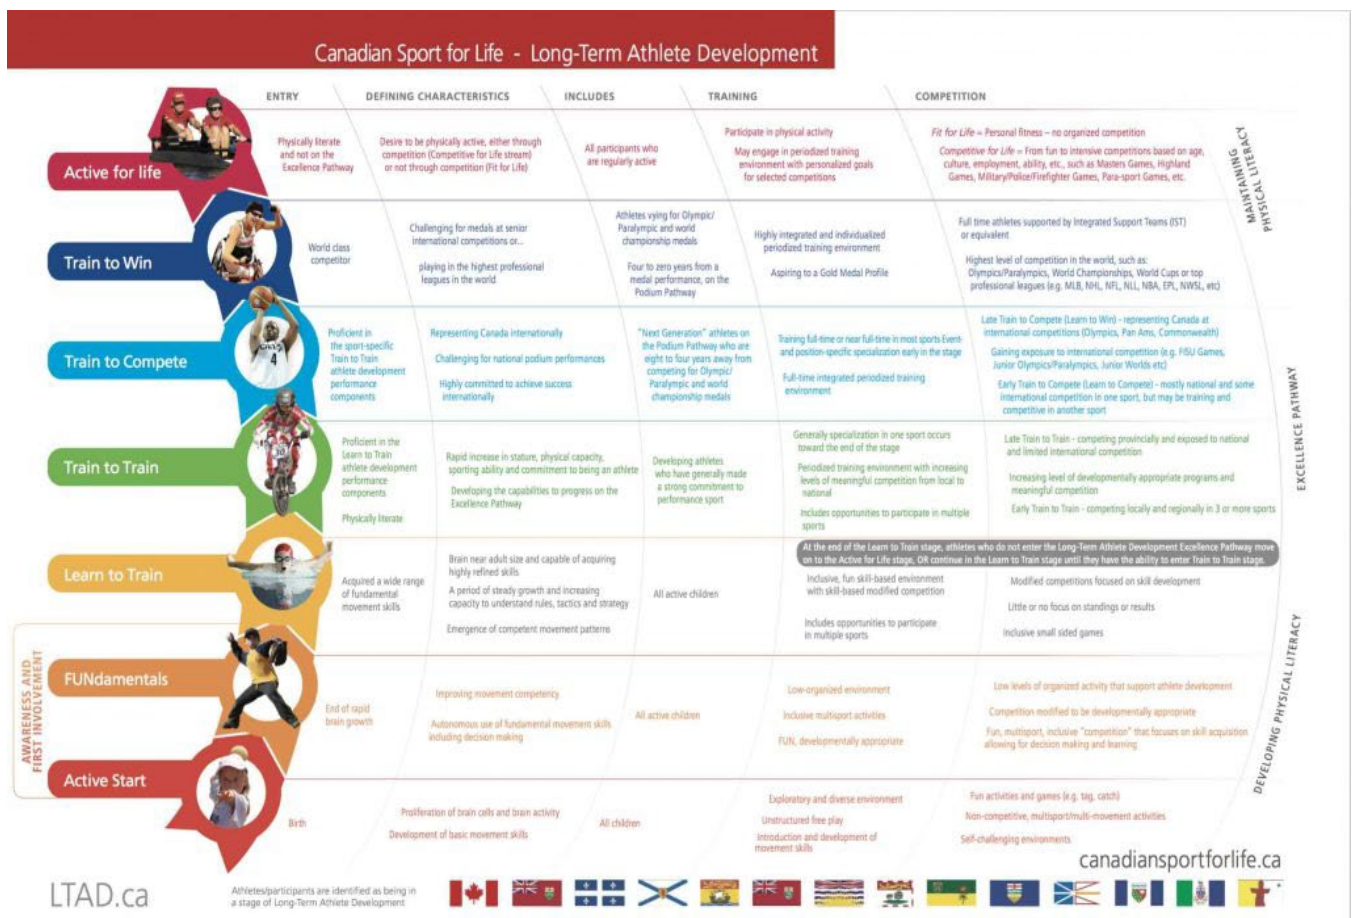 Canadian Sport for Life - Long-Term Athlete Development
ENTRY
DEFINING CHARACTERISTICS
INCLUDES
TRAINING
COMPETITION
Active for life
Physically literate
and not on the
Excellence Pathway
Desire to be physically active, either through
competition (Competitive for Life stream)
or not through competition (Fit for Life)
All participants who
are regularly active
Participate in physical activity
May engage in periodized training
environment with personalized goals
for selected competitions
Fit for Life = Personal fitness – no organized competition
Competitive for Life = From fun to intensive competitions based on age,
culture, employment, ability, etc., such as Masters Games, Highland
Games, Military/Police/Firefighter Games, Para-sport Games, etc.
MAINTAINING
PHYSICAL LITERACY
Train to Win
World class
competitor
Challenging for medals at senior
international competitions or...
playing in the highest professional
leagues in the world
Athletes vying for Olympic/
Paralympic and world
championship medals
Four to zero years from a
medal performance, on the
Podium Pathway
Highly integrated and individualized
periodized training environment
Aspiring to a Gold Medal Profile
Full time athletes supported by Integrated Support Teams (IST)
or equivalent
Highest level of competition in the world, such as:
Olympics/Paralympics, World Championships, World Cups or top
professional leagues (e.g. MLB, NHL, NFL, NLL, NBA, EPL, NWSL, etc)
Train to Compete
4
Proficient in
the sport-specific
Train to Train
athlete development
performance
components
Representing Canada internationally
Challenging for national podium performances
Highly committed to achieve success
internationally
"Next Generation" athletes on
the Podium Pathway who are
eight to four years away from
competing for Olympic/
Paralympic and world
championship medals
Training full-time or near full-time in most sports Event-
and position-specific specialization early in the stage
Full-time integrated periodized training
environment
Late Train to Compete (Learn to Win) - representing Canada at
international competitions (Olympics, Pan Ams, Commonwealth)
Gaining exposure to international competition (e.g. FISU Games,
Junior Olympics/Paralympics, Junior Worlds etc)
Early Train to Compete (Learn to Compete) - mostly national and some
international competition in one sport, but may be training and
competitive in another sport
EXCELLENCE PATHWAY
Train to Train
Proficient in the
Learn to Train
athlete development
performance
components
Physically literate
Rapid increase in stature, physical capacity,
sporting ability and commitment to being an athlete
Developing the capabilities to progress on the
Excellence Pathway
Developing athletes
who have generally made
a strong commitment to
performance sport
Generally specialization in one sport occurs
toward the end of the stage
Periodized training environment with increasing
levels of meaningful competition from local to
national
Includes opportunities to participate in multiple
sports
Late Train to Train - competing provincially and exposed to national
and limited international competition
Increasing level of developmentally appropriate programs and
meaningful competition
Early Train to Train - competing locally and regionally in 3 or more sports
At the end of the Learn to Train stage, athletes who do not enter the Long-Term Athlete Development Excellence Pathway move
on to the Active for Life stage, OR continue in the Learn to Train stage until they have the ability to enter Train to Train stage.
Learn to Train
Acquired a wide range
of fundamental
movement skills
Brain near adult size and capable of acquiring
highly refined skills
A period of steady growth and increasing
capacity to understand rules, tactics and strategy
Emergence of competent movement patterns
All active children
Inclusive, fun skill-based environment
with skill-based modified competition
Includes opportunities to participate
in multiple sports
Modified competitions focused on skill development
Little or no focus on standings or results
Inclusive small sided games
DEVELOPING PHYSICAL LITERACY
AWARENESS AND
FIRST INVOLVEMENT
FUNdamentals
End of rapid
brain growth
Improving movement competency
Autonomous use of fundamental movement skills
including decision making
All active children
Low-organized environment
Inclusive multisport activities
FUN, developmentally appropriate
Low levels of organized activity that support athlete development
Competition modified to be developmentally appropriate
Fun, multisport, inclusive "competition" that focuses on skill acquisition
allowing for decision making and learning
Active Start
Birth
Proliferation of brain cells and brain activity
Development of basic movement skills
All children
Exploratory and diverse environment
Unstructured free play
Introduction and development of
movement skills
Fun activities and games (e.g. tag, catch)
Non-competitive, multisport/multi-movement activities
Self-challenging environments
canadiansportforlife.ca
LTAD.ca
Athletes/participants are identified as being in
a stage of Long-Term Athlete Development